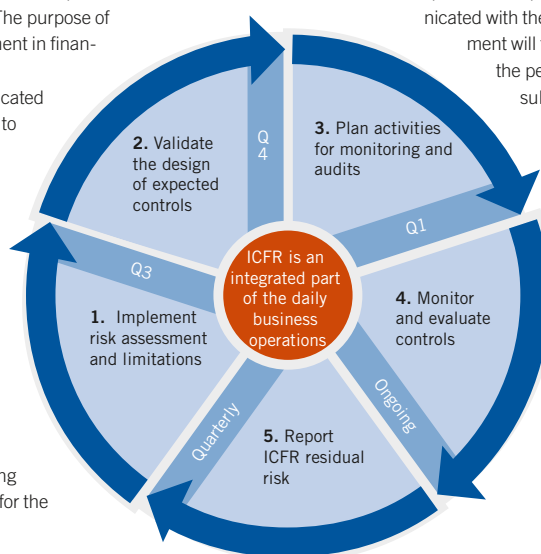 The purpose of
ment in finan-
cated
to
nicated with the
ment will
the pe
sul
2. Validate
the design
of expected
controls
Q
4
3. Plan activities
for monitoring and
audits
Q1
4. Monitor
and evaluate
controls
Ongoing
5. Report
ICFR residual
risk
Quarterly
1. Implement
risk assessment
and limitations
Q3
ICFR is an
integrated part
of the daily
business
operations
ng
for the